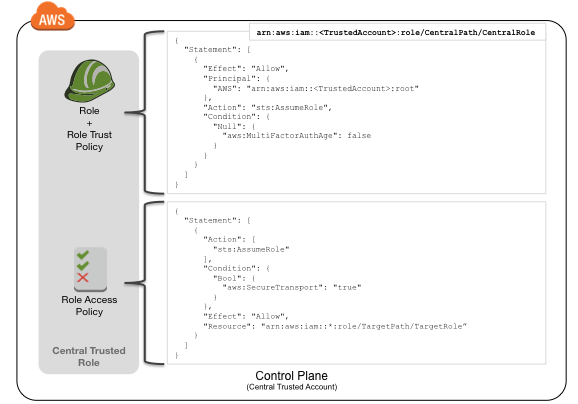 AWS
arn:aws:iam::<TrustedAccount>:role/CentralPath/CentralRole
Role
+
Role Trust
Policy
{
"Statement": [
{
"Effect": "Allow",
"Principal": {
"AWS": "arn:aws:iam::<TrustedAccount>:root"
},
"Action": "sts:AssumeRole",
"Condition": {
"Null": {
"aws:MultiFactorAuthAge": false
}
}
}
]
}
Role Access
Policy
{
"Statement": [
{
"Action": [
"sts:AssumeRole"
],
"Condition": {
"Bool": {
"aws:SecureTransport": "true"
}
},
"Effect": "Allow",
"Resource": "arn:aws:iam::*:role/TargetPath/TargetRole”
}
]
}
Central Trusted
Role
Control Plane
(Central Trusted Account)